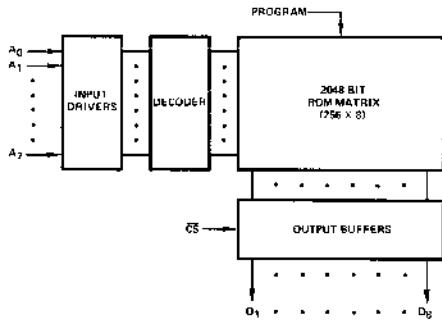 PROGRAM
A0
A1
A7
INPUT
DRIVERS
DECODER
2048 BIT
ROM MATRIX
(256 X 8)
CS
OUTPUT BUFFERS
O1
O8